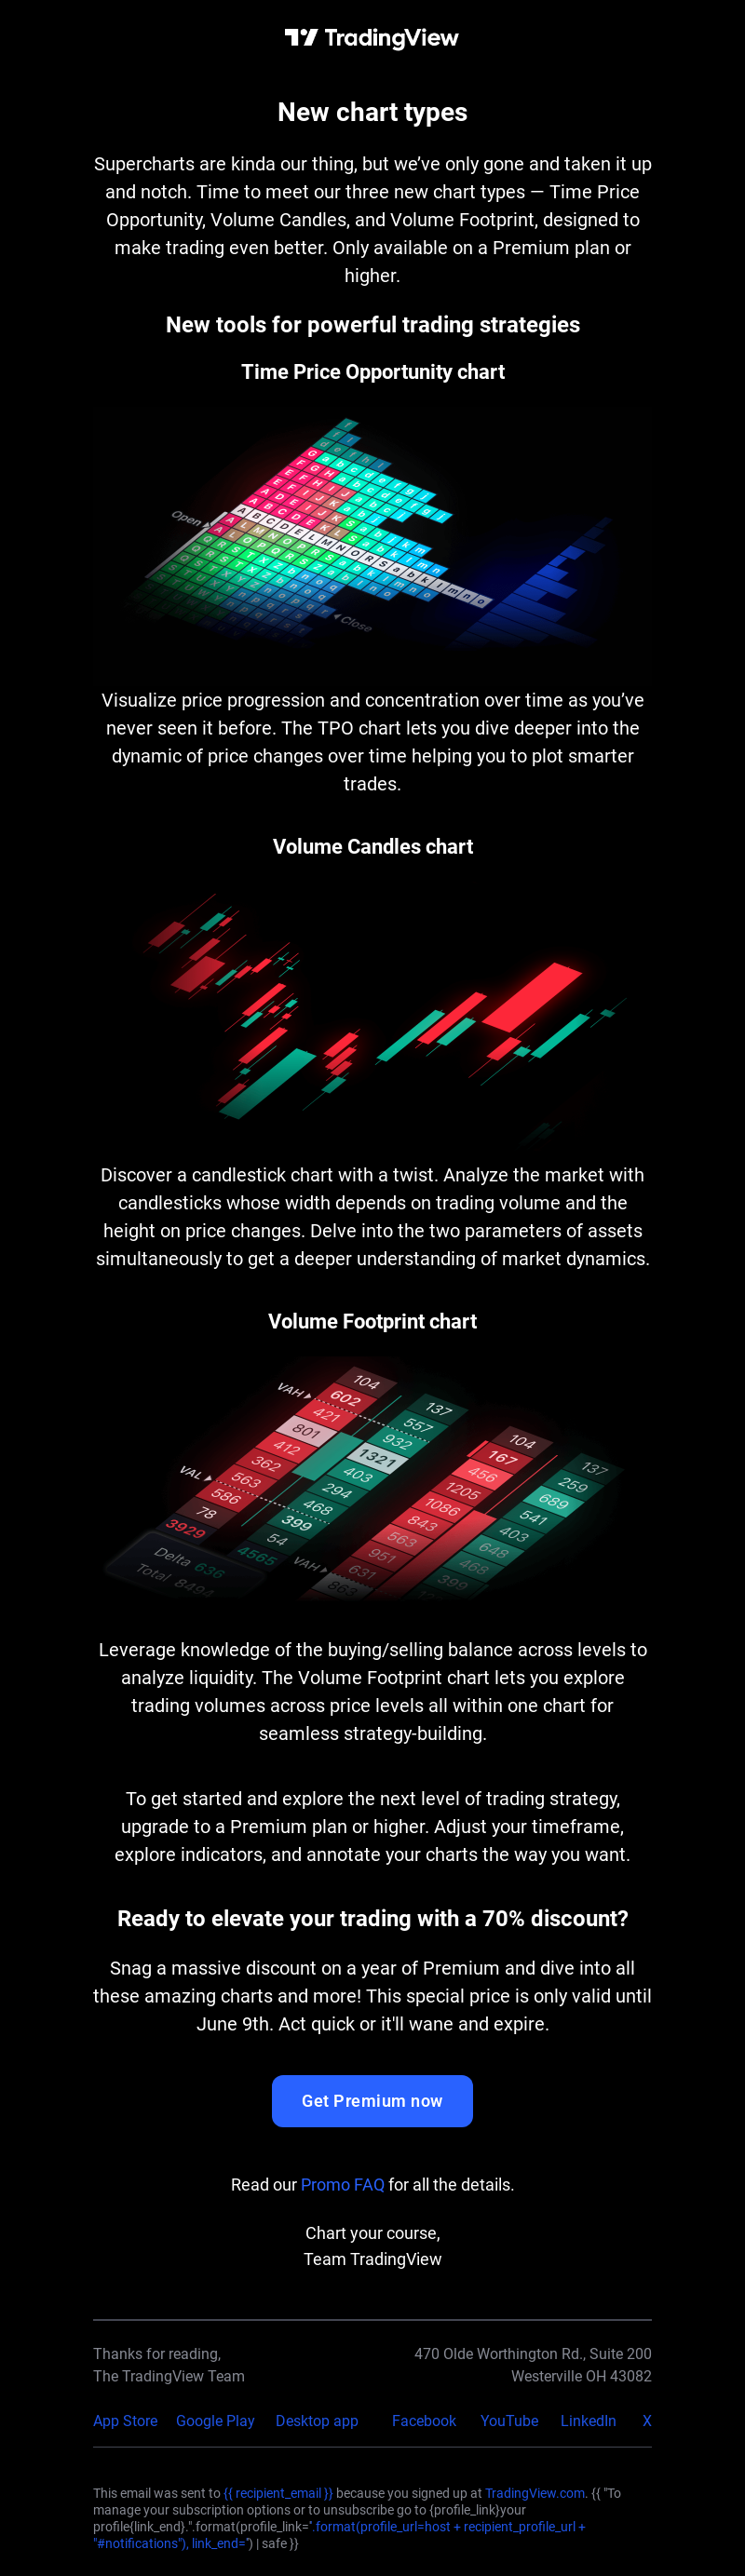 TradingView
New chart types
Supercharts are kinda our thing, but we’ve only gone and taken it up
and notch. Time to meet our three new chart types — Time Price
Opportunity, Volume Candles, and Volume Footprint, designed to
make trading even better. Only available on a Premium plan or
higher.
New tools for powerful trading strategies
Time Price Opportunity chart
Open
Close
Visualize price progression and concentration over time as you’ve
never seen it before. The TPO chart lets you dive deeper into the
dynamic of price changes over time helping you to plot smarter
trades.
Volume Candles chart
Discover a candlestick chart with a twist. Analyze the market with
candlesticks whose width depends on trading volume and the
height on price changes. Delve into the two parameters of assets
simultaneously to get a deeper understanding of market dynamics.
Volume Footprint chart
VAH
104
602
421
801
412
362
VAL
563
586
78
3929
137
557
932
1321
403
294
468
399
54
4565
Delta 636
Total 8494
VAH
104
167
456
1205
1086
843
563
951
631
863
137
259
689
541
403
648
468
399
Leverage knowledge of the buying/selling balance across levels to
analyze liquidity. The Volume Footprint chart lets you explore
trading volumes across price levels all within one chart for
seamless strategy-building.
To get started and explore the next level of trading strategy,
upgrade to a Premium plan or higher. Adjust your timeframe,
explore indicators, and annotate your charts the way you want.
Ready to elevate your trading with a 70% discount?
Snag a massive discount on a year of Premium and dive into all
these amazing charts and more! This special price is only valid until
June 9th. Act quick or it'll wane and expire.
Get Premium now
Read our Promo FAQ for all the details.
Chart your course,
Team TradingView
Thanks for reading,
The TradingView Team
470 Olde Worthington Rd., Suite 200
Westerville OH 43082
App Store Google Play Desktop app Facebook YouTube LinkedIn X
This email was sent to {{ recipient_email }} because you signed up at TradingView.com. {{ "To
manage your subscription options or to unsubscribe go to {profile_link}your
profile{link_end}.".format(profile_link='.format(profile_url=host + recipient_profile_url +
"#notifications"), link_end='') | safe }}